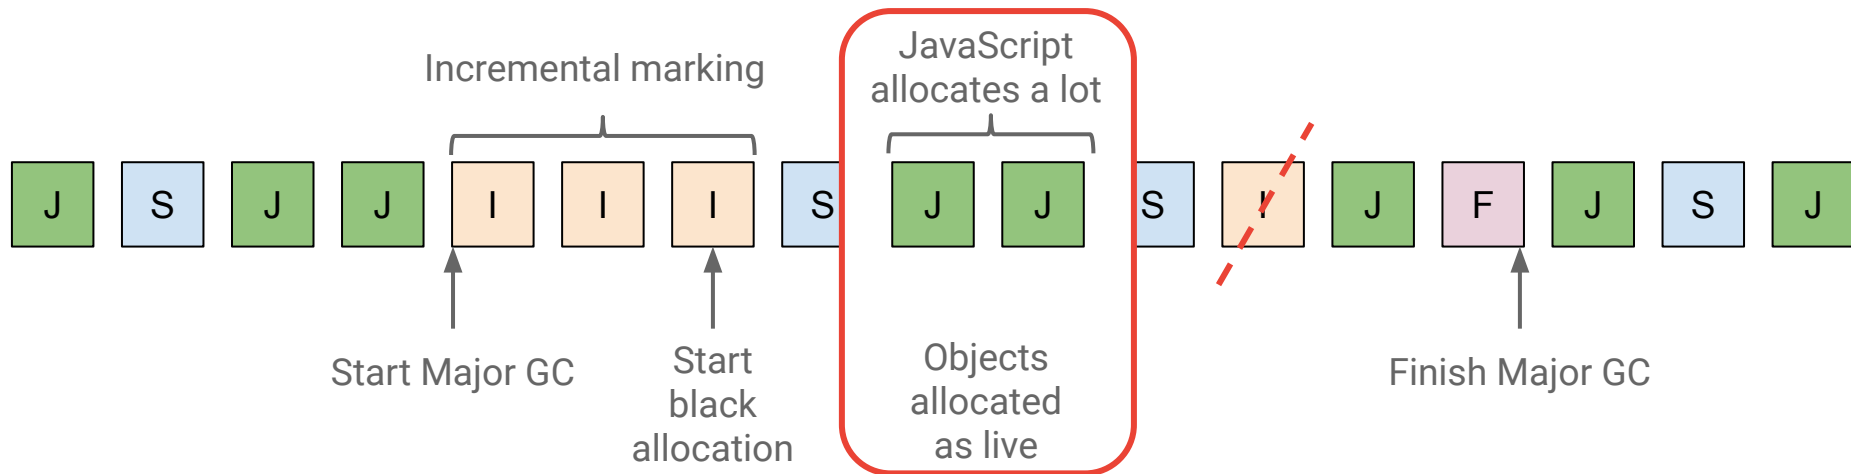 JavaScript
allocates a lot
Incremental marking
J S J J I I I S J J S I J F J S J
Start Major GC
Start
black
allocation
Objects
allocated
as live
Finish Major GC